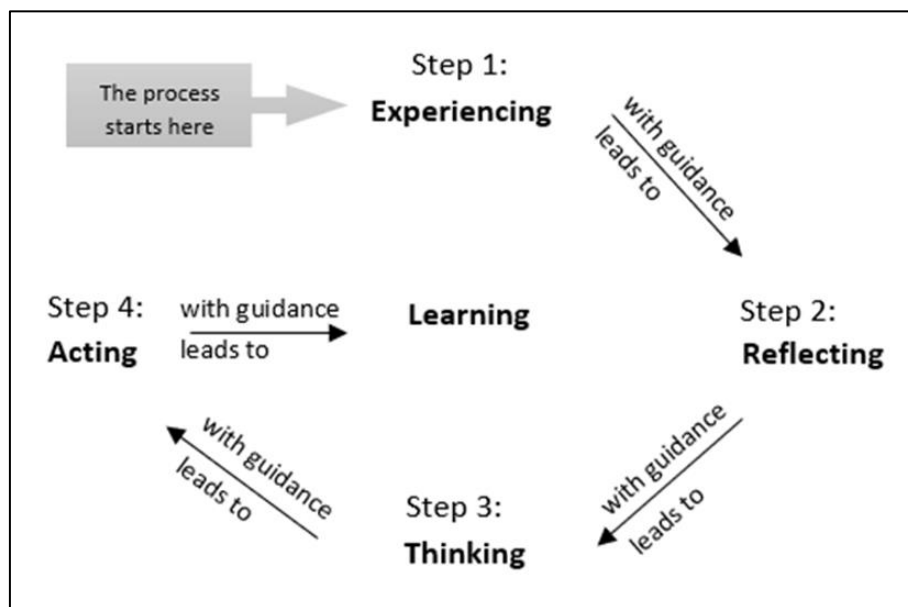 The process
starts here
Step 1:
Experiencing
with guidance
leads to
Step 2:
Reflecting
with guidance
leads to
Step 3:
Thinking
with guidance
leads to
Step 4:
Acting
with guidance
leads to
Learning